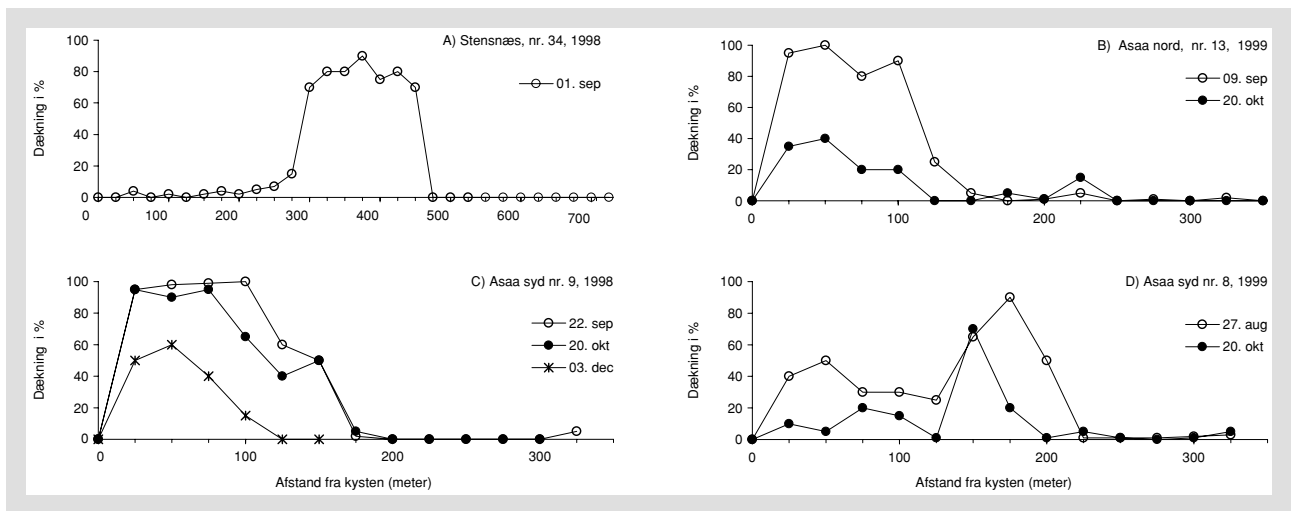 A) Stensnæs, nr. 34, 1998
Dækning i %
100
80
60
40
20
0
01. sep
0 100 200 300 400 500 600 700
B) Asaa nord, nr. 13, 1999
Dækning i %
100
80
60
40
20
0
09. sep
20. okt
0 100 200 300
C) Asaa syd nr. 9, 1998
Dækning i %
100
80
60
40
20
0
22. sep
20. okt
03. dec
0 100 200 300
Afstand fra kysten (meter)
D) Asaa syd nr. 8, 1999
Dækning i %
100
80
60
40
20
0
27. aug
20. okt
0 100 200 300
Afstand fra kysten (meter)